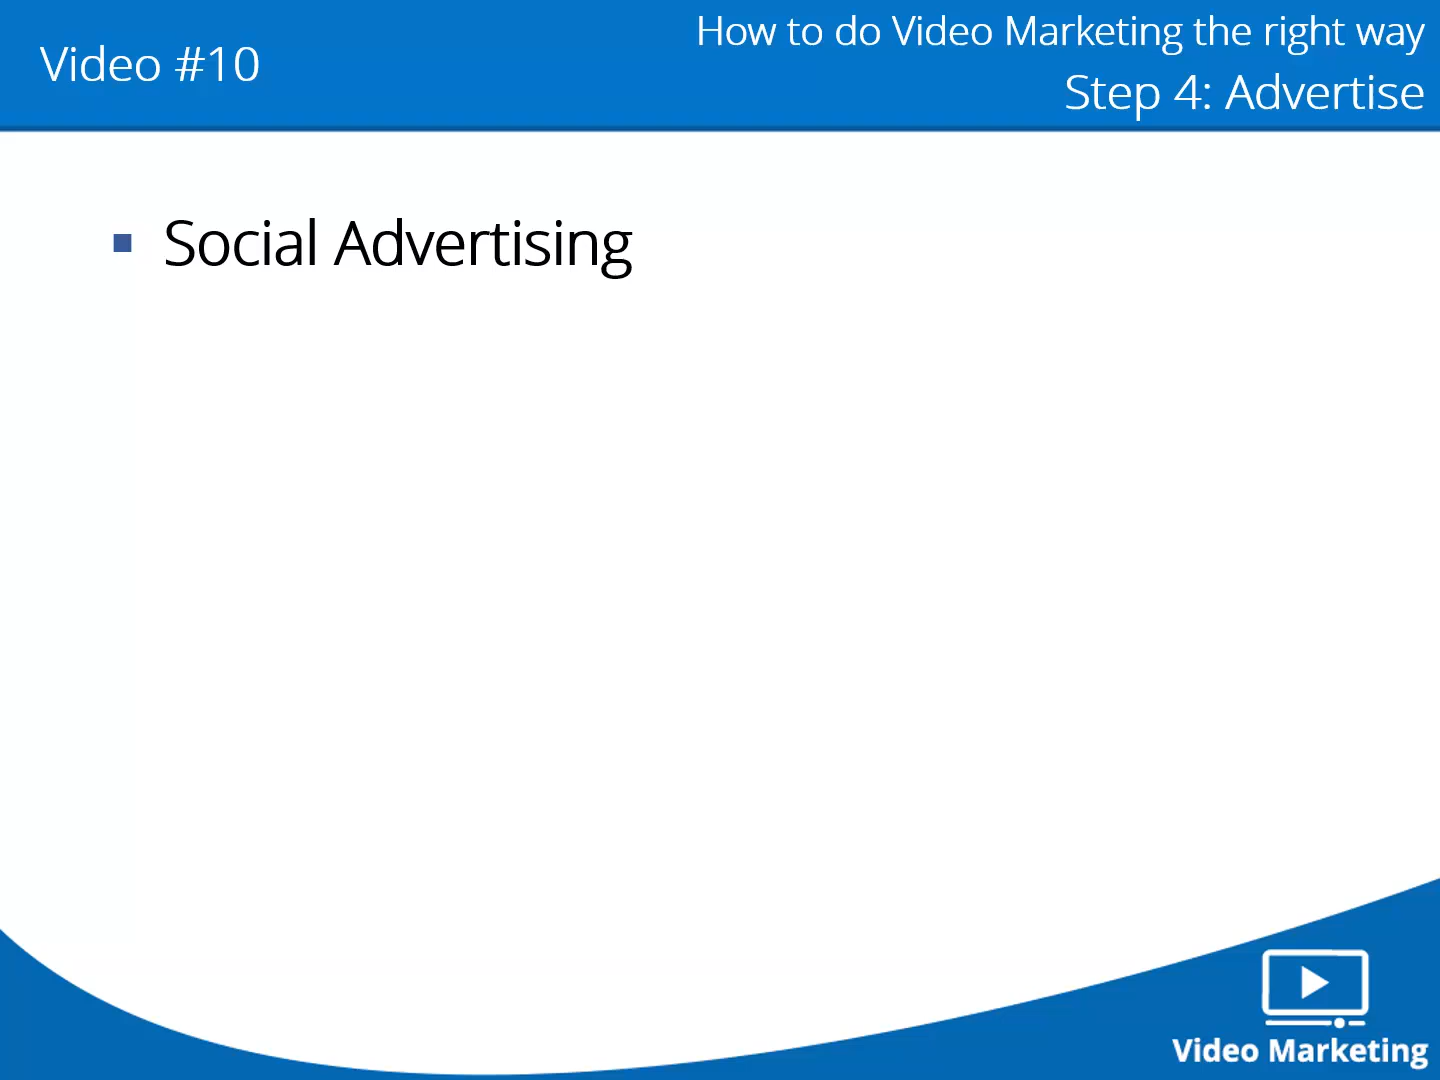 Video #10
How to do Video Marketing the right way
Step 4: Advertise
Social Advertising
Video Marketing